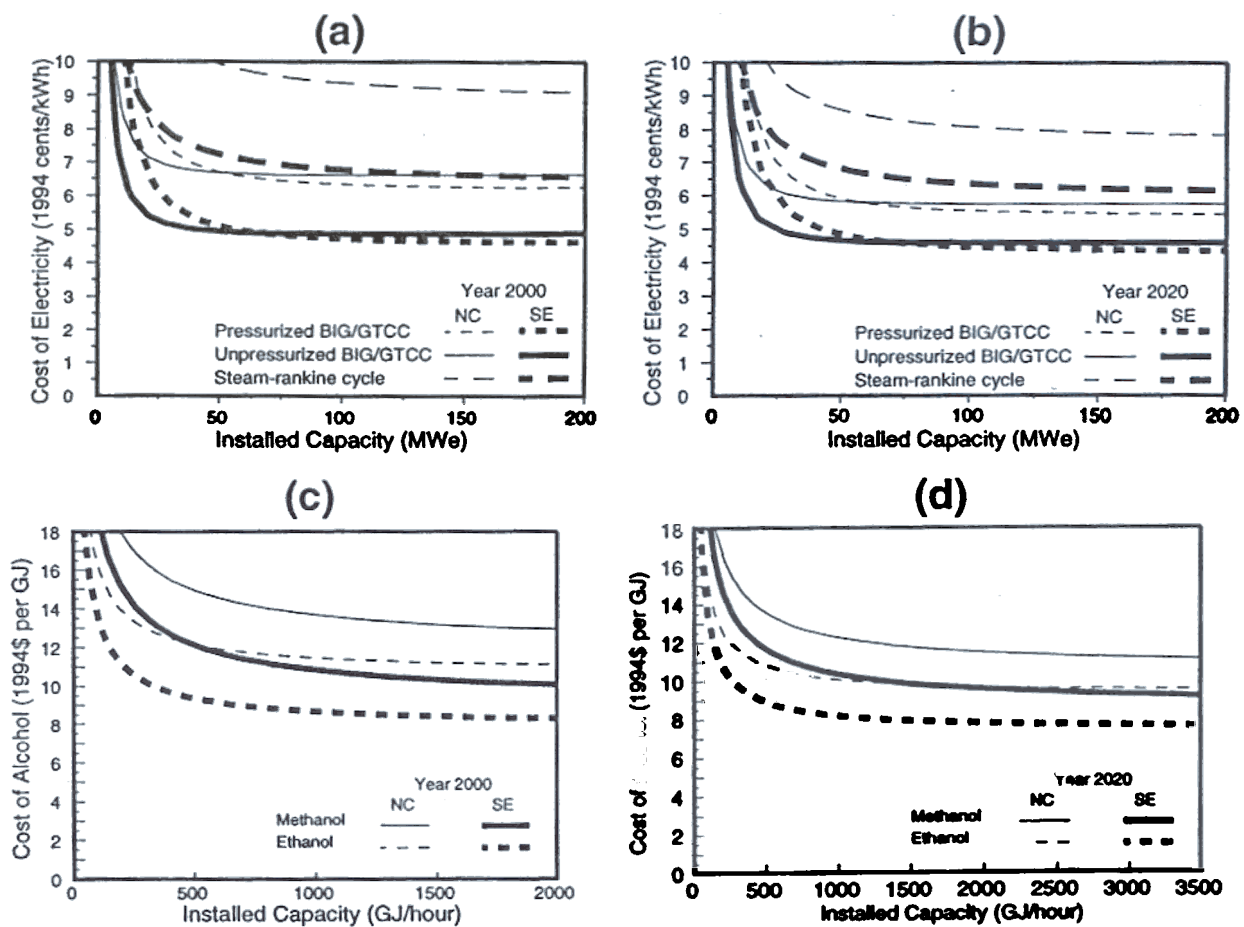 (a)
10
9
8
7
6
5
4
3
2
1
0
Cost of Electricity (1994 cents/kWh)
Year 2000
NC SE
Pressurized BIG/GTCC
Unpressurized BIG/GTCC
Steam-rankine cycle
0 50 100 150 200
Installed Capacity (MWe)
(b)
10
9
8
7
6
5
4
3
2
1
0
Cost of Electricity (1994 cents/kWh)
Year 2020
NC SE
Pressurized BIG/GTCC
Unpressurized BIG/GTCC
Steam-rankine cycle
0 50 100 150 200
Installed Capacity (MWe)
(c)
18
16
14
12
10
8
6
4
2
0
Cost of Alcohol (1994$ per GJ)
Year 2000
NC SE
Methanol
Ethanol
0 500 1000 1500 2000
Installed Capacity (GJ/hour)
(d)
18
16
14
12
10
8
6
4
2
0
Cost of (1994$ per GJ)
Year 2020
NC SE
Methanol
Ethanol
0 500 1000 1500 2000 2500 3000 3500
Installed Capacity (GJ/hour)